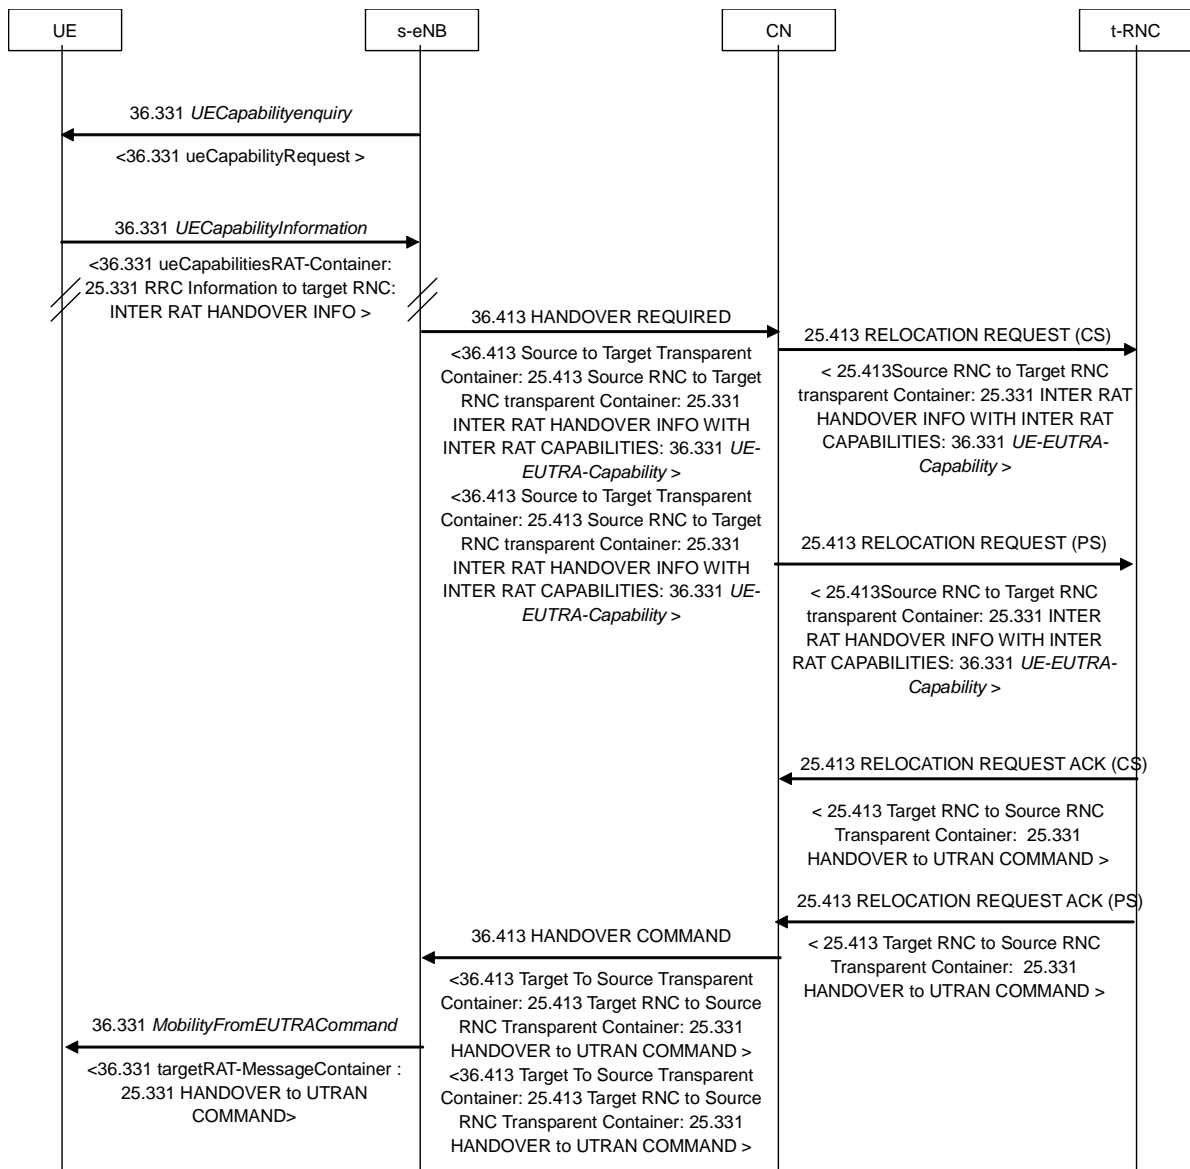 UE
s-eNB
CN
t-RNC
36.331 UECapabilityenquiry
<36.331 ueCapabilityRequest >
36.331 UECapabilityInformation
<36.331 ueCapabilitiesRAT-Container:
25.331 RRC Information to target RNC:
INTER RAT HANDOVER INFO >
36.413 HANDOVER REQUIRED
<36.413 Source to Target Transparent
Container: 25.413 Source RNC to Target
RNC transparent Container: 25.331
INTER RAT HANDOVER INFO WITH
INTER RAT CAPABILITIES: 36.331 UE-
EUTRA-Capability >
<36.413 Source to Target Transparent
Container: 25.413 Source RNC to Target
RNC transparent Container: 25.331
INTER RAT HANDOVER INFO WITH
INTER RAT CAPABILITIES: 36.331 UE-
EUTRA-Capability >
25.413 RELOCATION REQUEST (CS)
< 25.413Source RNC to Target RNC
transparent Container: 25.331 INTER RAT
HANDOVER INFO WITH INTER RAT
CAPABILITIES: 36.331 UE-EUTRA-
Capability >
25.413 RELOCATION REQUEST (PS)
< 25.413Source RNC to Target RNC
transparent Container: 25.331 INTER
RAT HANDOVER INFO WITH INTER
RAT CAPABILITIES: 36.331 UE-EUTRA-
Capability >
25.413 RELOCATION REQUEST ACK (CS)
< 25.413 Target RNC to Source RNC
Transparent Container:  25.331
HANDOVER to UTRAN COMMAND >
25.413 RELOCATION REQUEST ACK (PS)
< 25.413 Target RNC to Source RNC
Transparent Container:  25.331
HANDOVER to UTRAN COMMAND >
36.413 HANDOVER COMMAND
<36.413 Target To Source Transparent
Container: 25.413 Target RNC to Source
RNC Transparent Container: 25.331
HANDOVER to UTRAN COMMAND >
<36.413 Target To Source Transparent
Container: 25.413 Target RNC to Source
RNC Transparent Container: 25.331
HANDOVER to UTRAN COMMAND >
36.331 MobilityFromEUTRACommand
<36.331 targetRAT-MessageContainer :
25.331 HANDOVER to UTRAN
COMMAND>